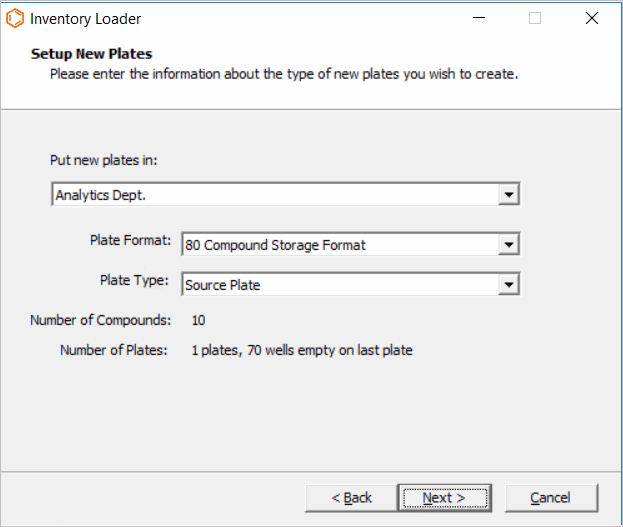 Inventory Loader
Setup New Plates
Please enter the information about the type of new plates you wish to create.
Put new plates in:
Analytics Dept.
Plate Format: 80 Compound Storage Format
Plate Type: Source Plate
Number of Compounds: 10
Number of Plates: 1 plates, 70 wells empty on last plate
< Back Next > Cancel